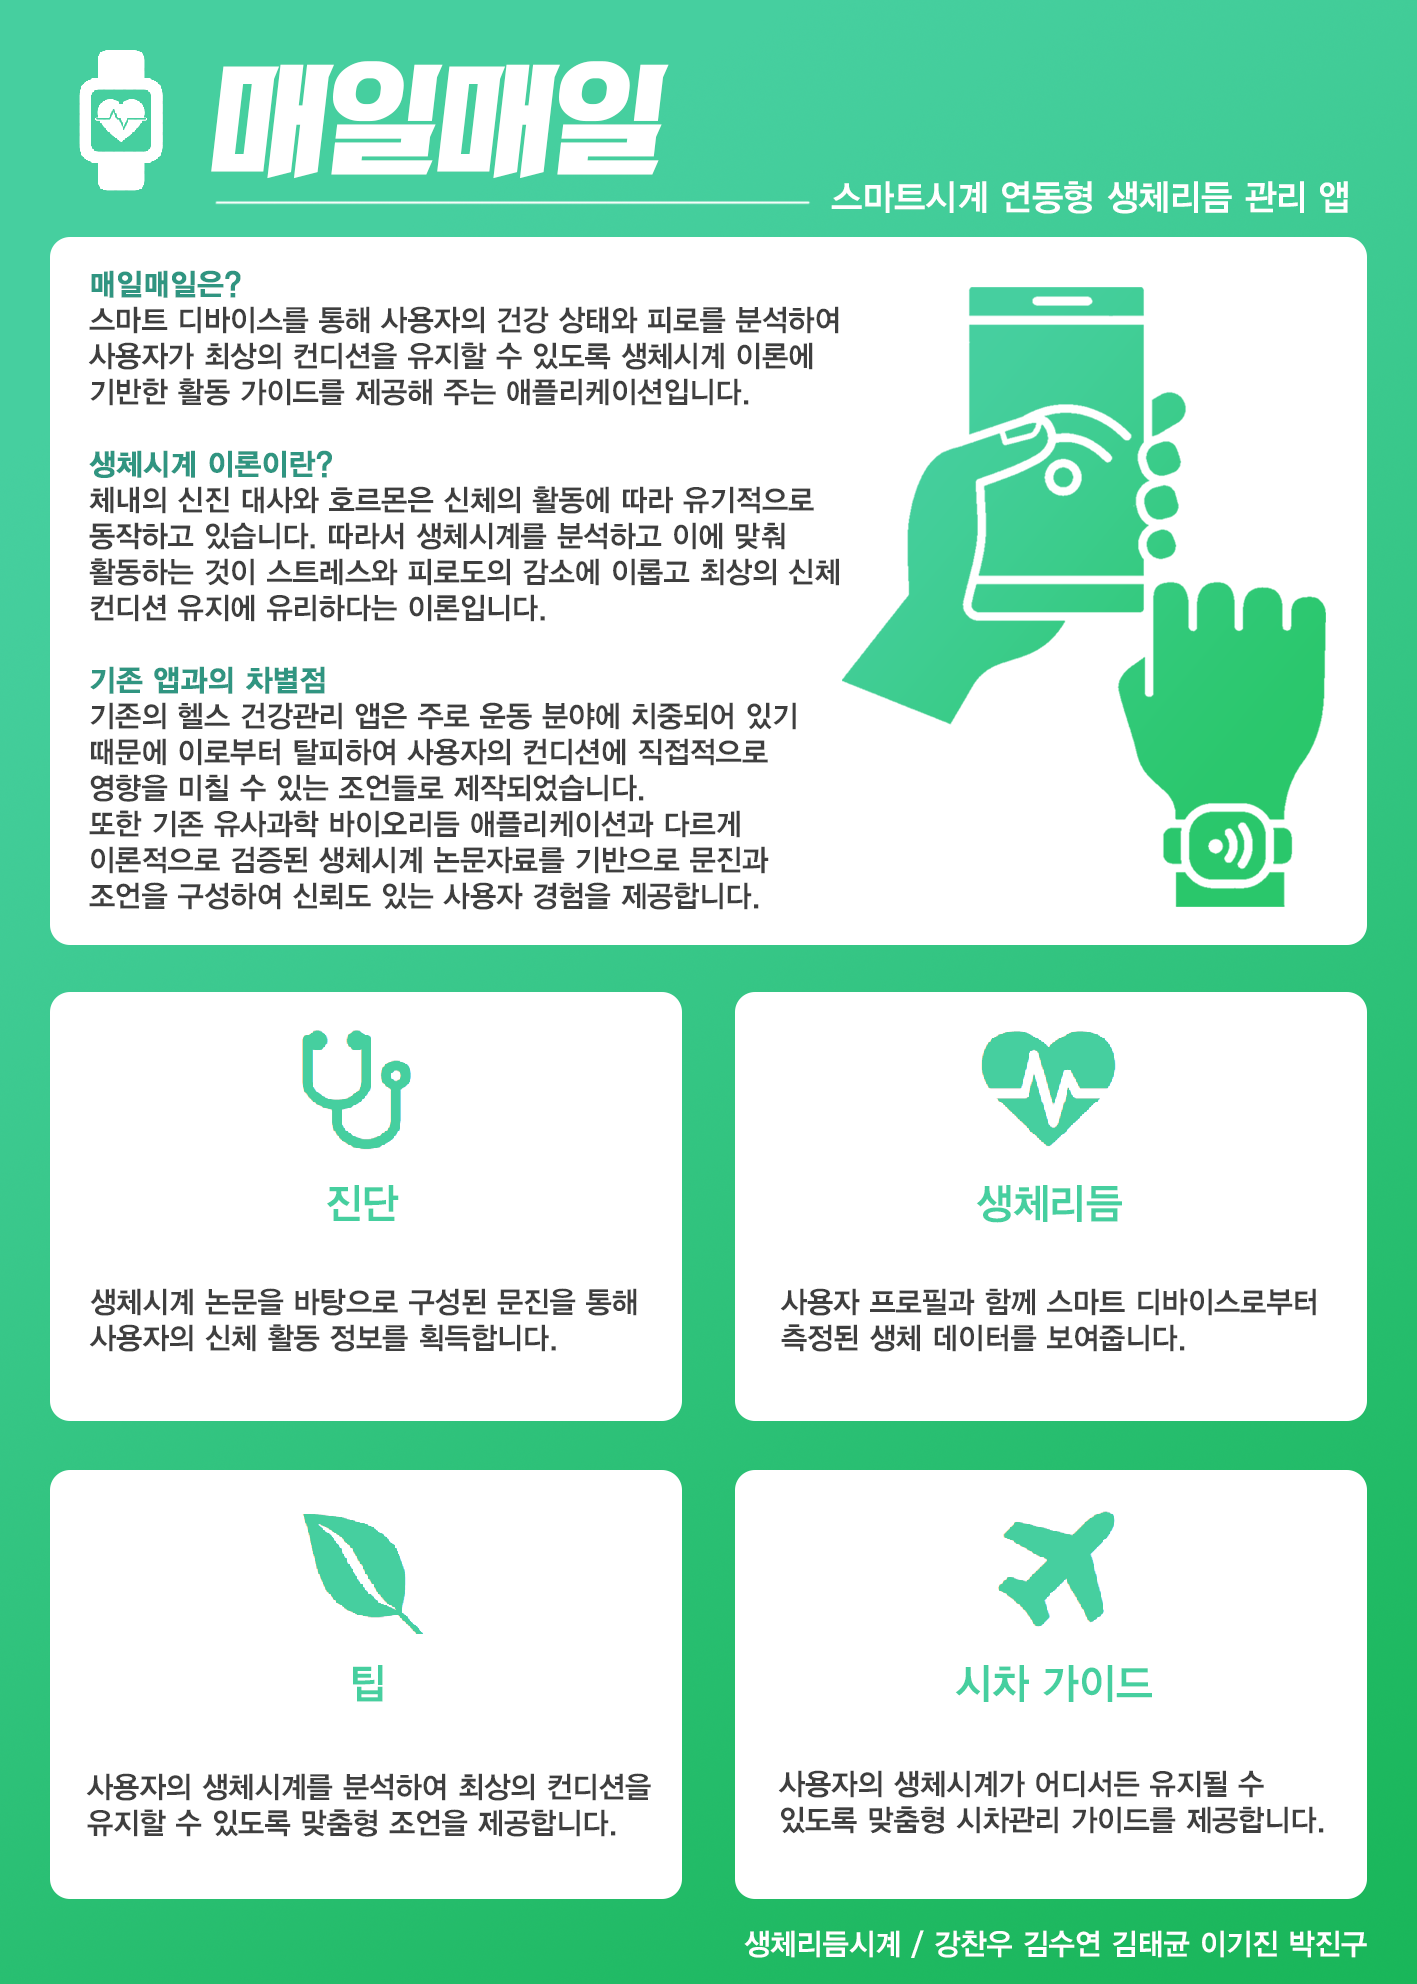 매일매일
스마트시계 연동형 생체리듬 관리 앱
매일매일은?
스마트 디바이스를 통해 사용자의 건강 상태와 피로를 분석하여
사용자가 최상의 컨디션을 유지할 수 있도록 생체시계 이론에
기반한 활동 가이드를 제공해 주는 애플리케이션입니다.
생체시계 이론이란?
체내의 신진 대사와 호르몬은 신체의 활동에 따라 유기적으로
동작하고 있습니다. 따라서 생체시계를 분석하고 이에 맞춰
활동하는 것이 스트레스와 피로도의 감소에 이롭고 최상의 신체
컨디션 유지에 유리하다는 이론입니다.
기존 앱과의 차별점
기존의 헬스 건강관리 앱은 주로 운동 분야에 치중되어 있기
때문에 이로부터 탈피하여 사용자의 컨디션에 직접적으로
영향을 미칠 수 있는 조언들로 제작되었습니다.
또한 기존 유사과학 바이오리듬 애플리케이션과 다르게
이론적으로 검증된 생체시계 논문자료를 기반으로 문진과
조언을 구성하여 신뢰도 있는 사용자 경험을 제공합니다.
진단
생체시계 논문을 바탕으로 구성된 문진을 통해
사용자의 신체 활동 정보를 획득합니다.
생체리듬
사용자 프로필과 함께 스마트 디바이스로부터
측정된 생체 데이터를 보여줍니다.
팁
사용자의 생체시계를 분석하여 최상의 컨디션을
유지할 수 있도록 맞춤형 조언을 제공합니다.
시차 가이드
사용자의 생체시계가 어디서든 유지될 수
있도록 맞춤형 시차관리 가이드를 제공합니다.
생체리듬시계 / 강찬우 김수연 김태균 이기진 박진구